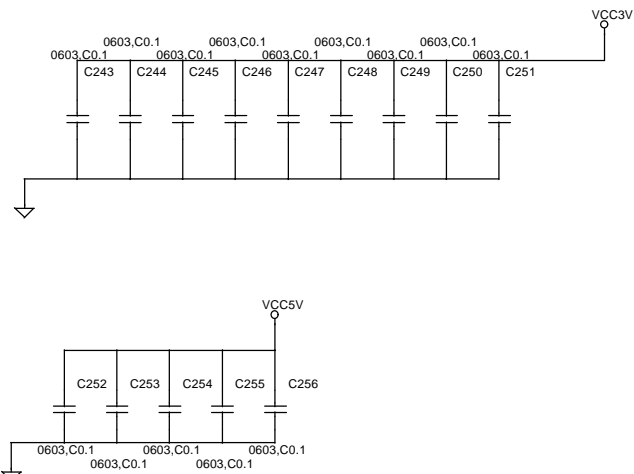 VCC3V
0603,C0.1 0603,C0.1 0603,C0.1 0603,C0.1
0603,C0.1 0603,C0.1 0603,C0.1 0603,C0.1 0603,C0.1
C243 C244 C245 C246 C247 C248 C249 C250 C251
VCC5V
C252 C253 C254 C255 C256
0603,C0.1 0603,C0.1 0603,C0.1
0603,C0.1 0603,C0.1